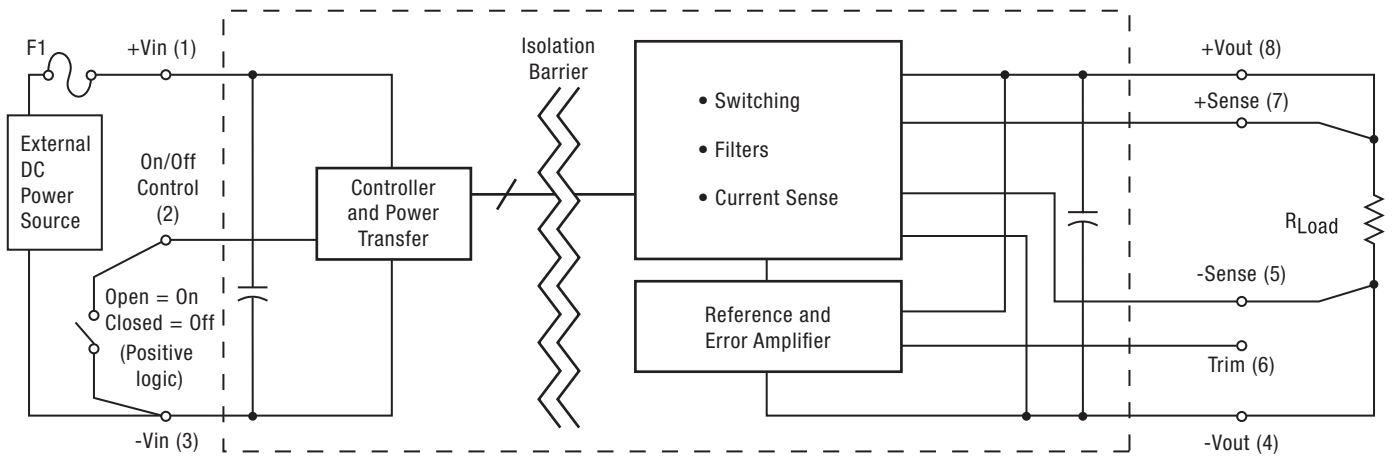 F1
+Vin (1)
External
DC
Power
Source
On/Off
Control
(2)
Open = On
Closed = Off
(Positive
logic)
-Vin (3)
Controller
and Power
Transfer
Isolation
Barrier
• Switching
• Filters
• Current Sense
Reference and
Error Amplifier
+Vout (8)
+Sense (7)
RLoad
-Sense (5)
Trim (6)
-Vout (4)